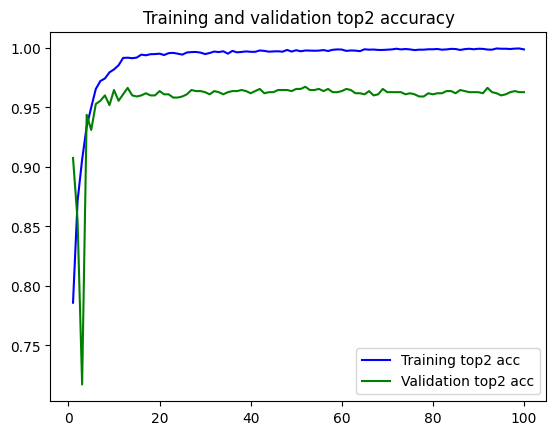 Training and validation top2 accuracy
1.00
0.95
0.90
0.85
0.80
0.75
0 20 40 60 80 100
Training top2 acc
Validation top2 acc